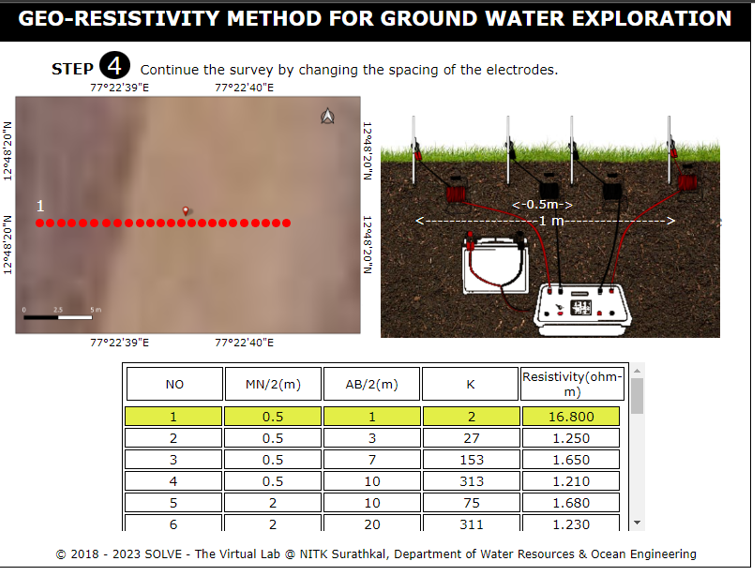 GEO-RESISTIVITY METHOD FOR GROUND WATER EXPLORATION
STEP 4 Continue the survey by changing the spacing of the electrodes.
77°22'39"E 77°22'40"E
12°48'20"N 12°48'20"N
1
12°48'20"N 12°48'20"N
0 2.5 5 m
77°22'39"E 77°22'40"E
<-0.5m->
<----------------1 m---------------->
NO MN/2(m) AB/2(m) K Resistivity(ohm-
m)
1 0.5 1 2 16.800
2 0.5 3 27 1.250
3 0.5 7 153 1.650
4 0.5 10 313 1.210
5 2 10 75 1.680
6 2 20 311 1.230
© 2018 - 2023 SOLVE - The Virtual Lab @ NITK Surathkal, Department of Water Resources & Ocean Engineering